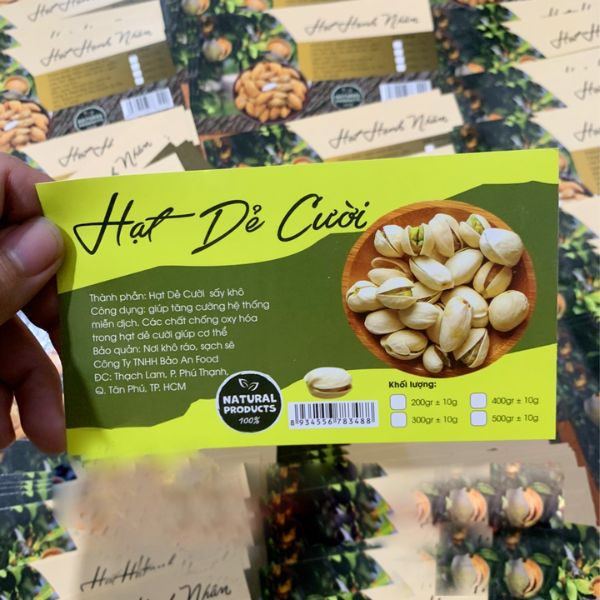 Hạt Hạnh Nhân
Hạt Hạnh Nhân
Hạt Dẻ Cười
Thành phần: Hạt Dẻ Cười sấy khô
Công dụng: giúp tăng cường hệ thống
miễn dịch. Các chất chống oxy hóa
trong hạt dẻ cười giúp cơ thể
Bảo quản: Nơi khô ráo, sạch sẽ
Công Ty TNHH Bảo An Food
ĐC: Thạch Lam, P. Phú Thạnh,
Q. Tân Phú, TP. HCM
NATURAL
PRODUCTS
100%
8 934556 783488
Khối lượng:
200gr ± 10g
400gr ± 10g
300gr ± 10g
500gr ± 10g